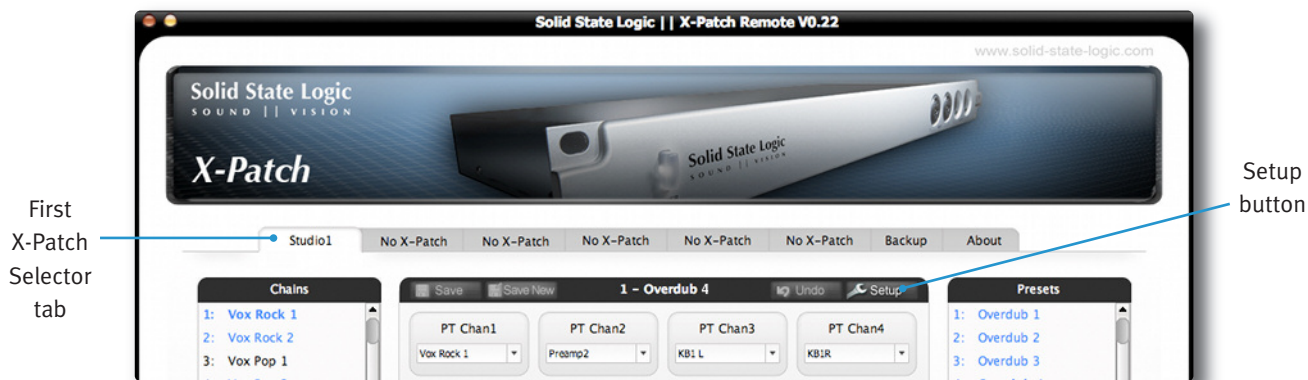 Solid State Logic || X-Patch Remote V0.22
www.solid-state-logic.com
Solid State Logic
SOUND || VISION
X-Patch
Solid State Logic
SOUND || VISION
First
X-Patch
Selector
tab
Setup
button
Studio1 No X-Patch No X-Patch No X-Patch No X-Patch No X-Patch Backup About
Chains
1: Vox Rock 1
2: Vox Rock 2
3: Vox Pop 1
Save Save New 1 - Overdub 4 Undo Setup
PT Chan1 PT Chan2 PT Chan3 PT Chan4
Vox Rock 1 Preamp2 KB1 L KB1R
Presets
1: Overdub 1
2: Overdub 2
3: Overdub 3